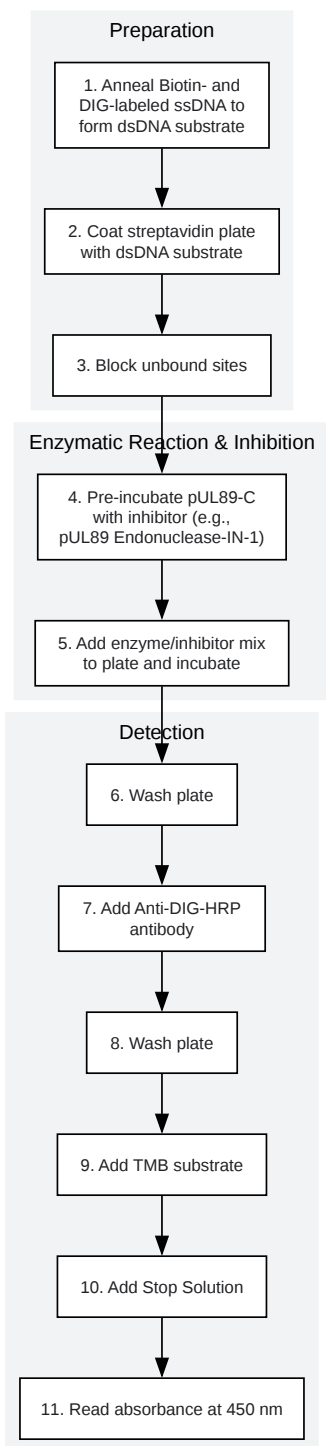 Preparation
1. Anneal Biotin- and
DIG-labeled ssDNA to
form dsDNA substrate
2. Coat streptavidin plate
with dsDNA substrate
3. Block unbound sites
Enzymatic Reaction & Inhibition
4. Pre-incubate pUL89-C
with inhibitor (e.g.,
pUL89 Endonuclease-IN-1)
5. Add enzyme/inhibitor mix
to plate and incubate
Detection
6. Wash plate
7. Add Anti-DIG-HRP
antibody
8. Wash plate
9. Add TMB substrate
10. Add Stop Solution
11. Read absorbance at 450 nm